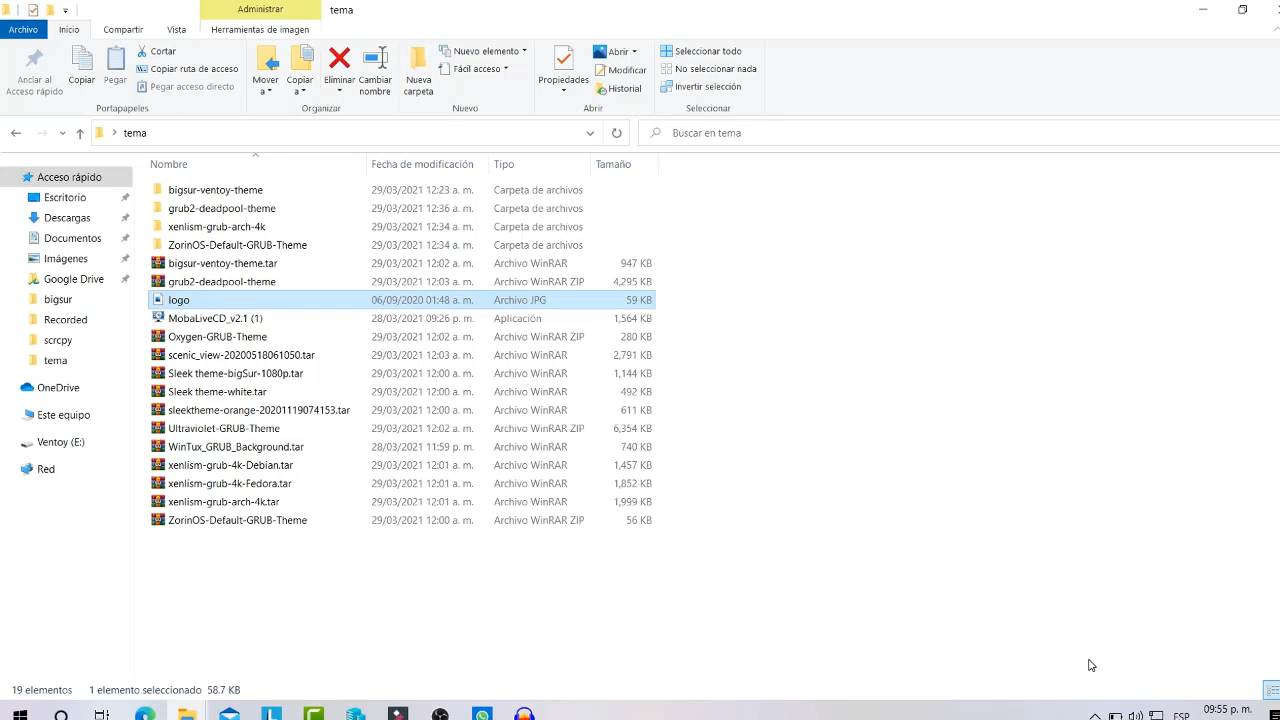 Administrar
tema
Archivo
Inicio
Compartir
Vista
Herramientas de imagen
Anclar al
Acceso rápido
Copiar
Pegar
Cortar
Copiar ruta de acceso
Pegar acceso directo
Portapapeles
Mover
a
Copiar
a
Eliminar
Cambiar
nombre
Organizar
Nueva
carpeta
Nuevo elemento
Fácil acceso
Nuevo
Propiedades
Abrir
Modificar
Historial
Abrir
Seleccionar todo
No seleccionar nada
Invertir selección
Seleccionar
tema
Buscar en tema
Acceso rápido
Escritorio
Descargas
Documentos
Imágenes
Google Drive
bigsur
Recorded
scrcpy
tema
OneDrive
Este equipo
Ventoy (E:)
Red
Nombre Fecha de modificación Tipo Tamaño
bigsur-ventoy-theme 29/03/2021 12:23 a. m. Carpeta de archivos
grub2-deadpool-theme 29/03/2021 12:36 a. m. Carpeta de archivos
xenlism-grub-arch-4k 29/03/2021 12:34 a. m. Carpeta de archivos
ZorinOS-Default-GRUB-Theme 29/03/2021 12:34 a. m. Carpeta de archivos
bigsur-ventoy-theme.tar 29/03/2021 12:02 a. m. Archivo WinRAR 947 KB
grub2-deadpool-theme 29/03/2021 12:03 a. m. Archivo WinRAR ZIP 4,295 KB
logo 06/09/2020 01:48 a. m. Archivo JPG 59 KB
MobaLiveCD_v2.1 (1) 28/03/2021 09:26 p. m. Aplicación 1,564 KB
Oxygen-GRUB-Theme 29/03/2021 12:02 a. m. Archivo WinRAR ZIP 280 KB
scenic_view-20200518061050.tar 29/03/2021 12:03 a. m. Archivo WinRAR 2,791 KB
Sleek theme-bigSur-1080p.tar 29/03/2021 12:00 a. m. Archivo WinRAR 1,144 KB
Sleek theme-white.tar 29/03/2021 12:00 a. m. Archivo WinRAR 492 KB
sleektheme-orange-20201119074153.tar 29/03/2021 12:00 a. m. Archivo WinRAR 611 KB
Ultraviolet-GRUB-Theme 29/03/2021 12:02 a. m. Archivo WinRAR ZIP 6,354 KB
WinTux_GRUB_Background.tar 28/03/2021 11:59 p. m. Archivo WinRAR 740 KB
xenlism-grub-4k-Debian.tar 29/03/2021 12:01 a. m. Archivo WinRAR 1,457 KB
xenlism-grub-4k-Fedora.tar 29/03/2021 12:01 a. m. Archivo WinRAR 1,852 KB
xenlism-grub-arch-4k.tar 29/03/2021 12:01 a. m. Archivo WinRAR 1,999 KB
ZorinOS-Default-GRUB-Theme 29/03/2021 12:00 a. m. Archivo WinRAR ZIP 56 KB
19 elementos 1 elemento seleccionado 58.7 KB
ESP
09:55 p. m.